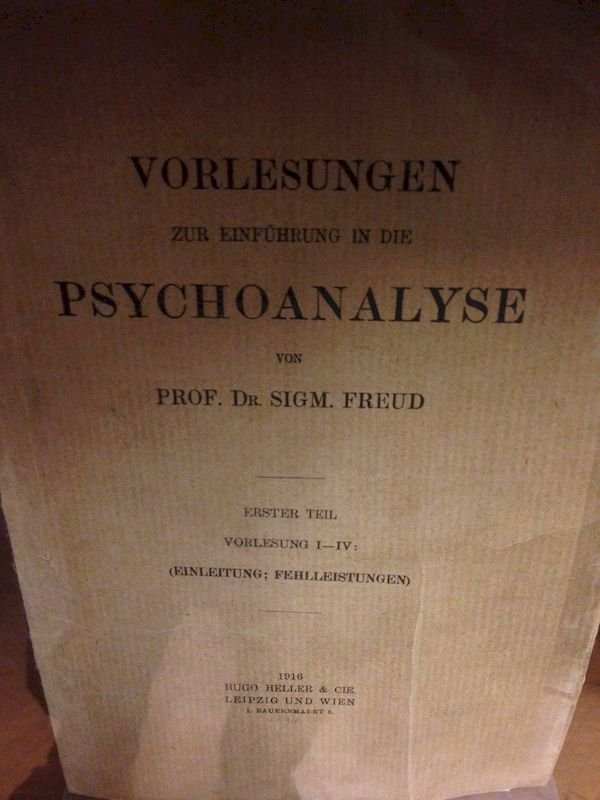 VORLESUNGEN
ZUR EINFÜHRUNG IN DIE
PSYCHOANALYSE
VON
PROF. DR. SIGM. FREUD
ERSTER TEIL
VORLESUNG I—IV:
(EINLEITUNG; FEHLLEISTUNGEN)
1916
HUGO HELLER & CIE.
LEIPZIG UND WIEN
I. BAUERNMARKT 3.